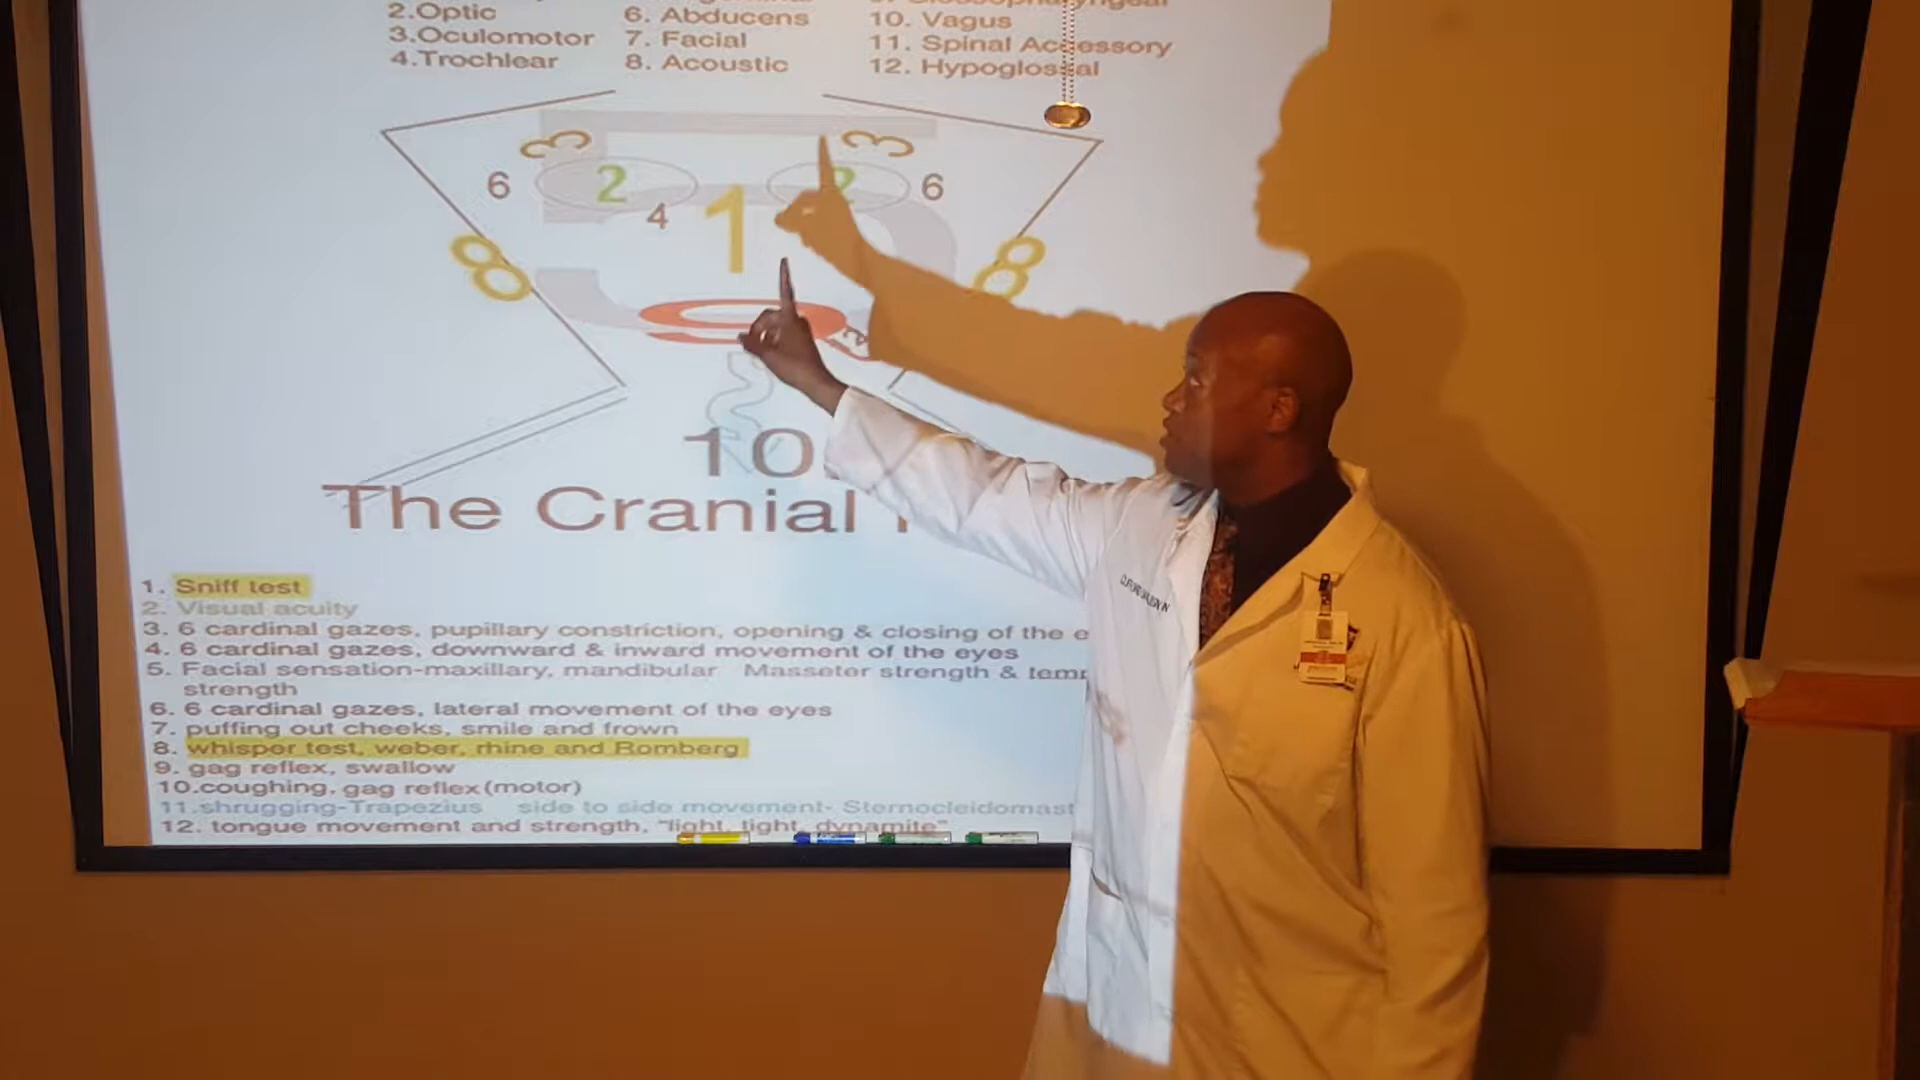 2.Optic 6. Abducens 10. Vagus
3.Oculomotor 7. Facial 11. Spinal Accessory
4.Trochlear 8. Acoustic 12. Hypoglossal
3 3
6 2 2 6
4 1
8 8
10
The Cranial
1. Sniff test
2. Visual acuity
3. 6 cardinal gazes, pupillary constriction, opening & closing of the e
4. 6 cardinal gazes, downward & inward movement of the eyes
5. Facial sensation-maxillary, mandibular Masseter strength & tem
strength
6. 6 cardinal gazes, lateral movement of the eyes
7. puffing out cheeks, smile and frown
8. whisper test, weber, rhine and Romberg
9. gag reflex, swallow
10.coughing, gag reflex (motor)
11.shrugging-Trapezius side to side movement- Sternocleidomast
12. tongue movement and strength, "light, tight, dynamite"